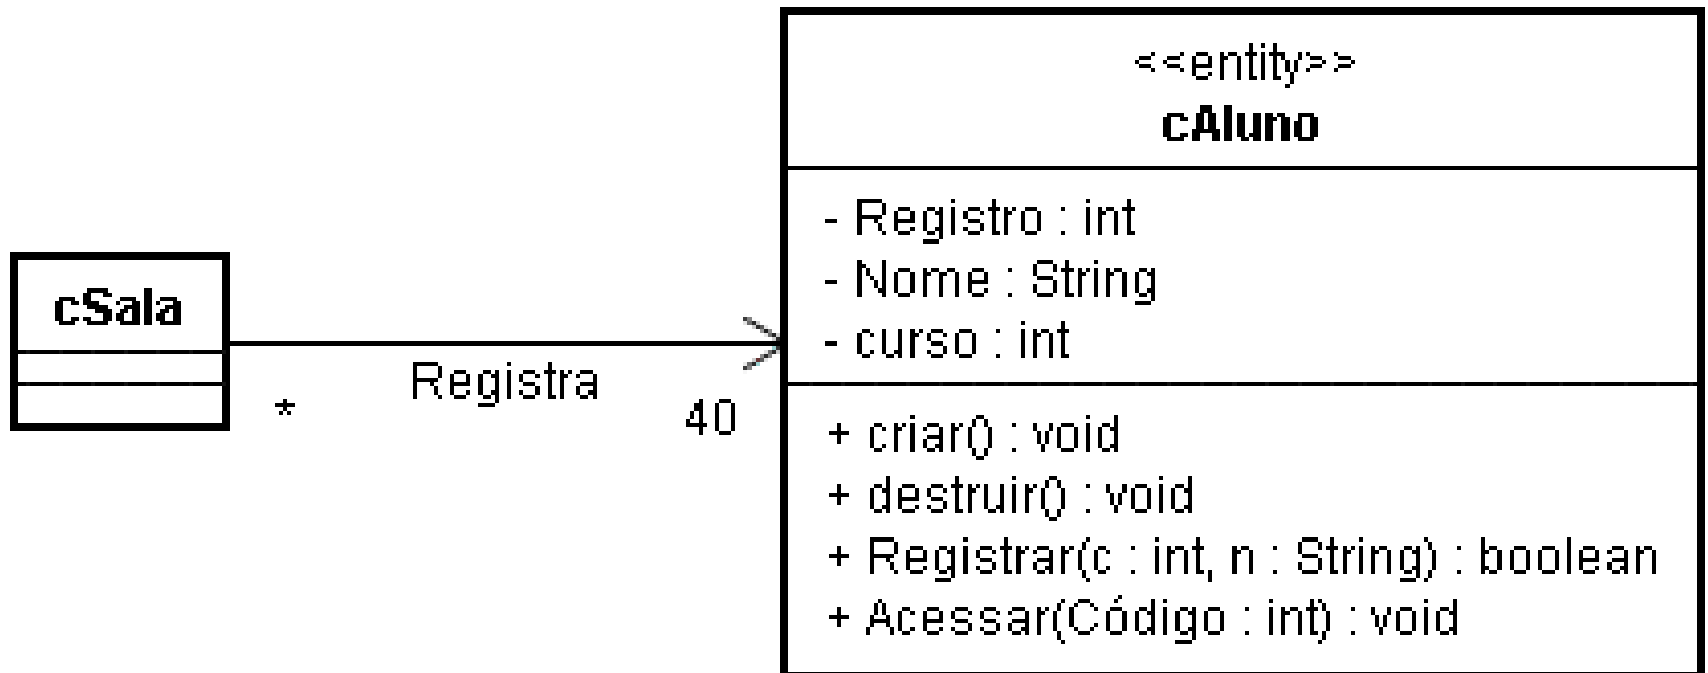 cSala
*
Registra
40
<<entity>>
cAluno
- Registro : int
- Nome : String
- curso : int
+ criar() : void
+ destruir() : void
+ Registrar(c : int, n : String) : boolean
+ Acessar(Código : int) : void